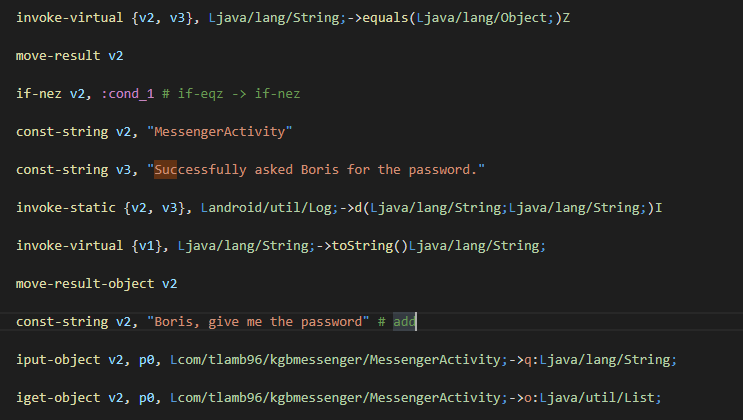 invoke-virtual {v2, v3}, Ljava/lang/String;->equals(Ljava/lang/Object;)Z
move-result v2
if-nez v2, :cond_1 # if-eqz -> if-nez
const-string v2, "MessengerActivity"
const-string v3, "Successfully asked Boris for the password."
invoke-static {v2, v3}, Landroid/util/Log;->d(Ljava/lang/String;Ljava/lang/String;)I
invoke-virtual {v1}, Ljava/lang/String;->toString()Ljava/lang/String;
move-result-object v2
const-string v2, "Boris, give me the password" # add
iput-object v2, p0, Lcom/tlamb96/kgbmessenger/MessengerActivity;->q:Ljava/lang/String;
iget-object v2, p0, Lcom/tlamb96/kgbmessenger/MessengerActivity;->o:Ljava/util/List;